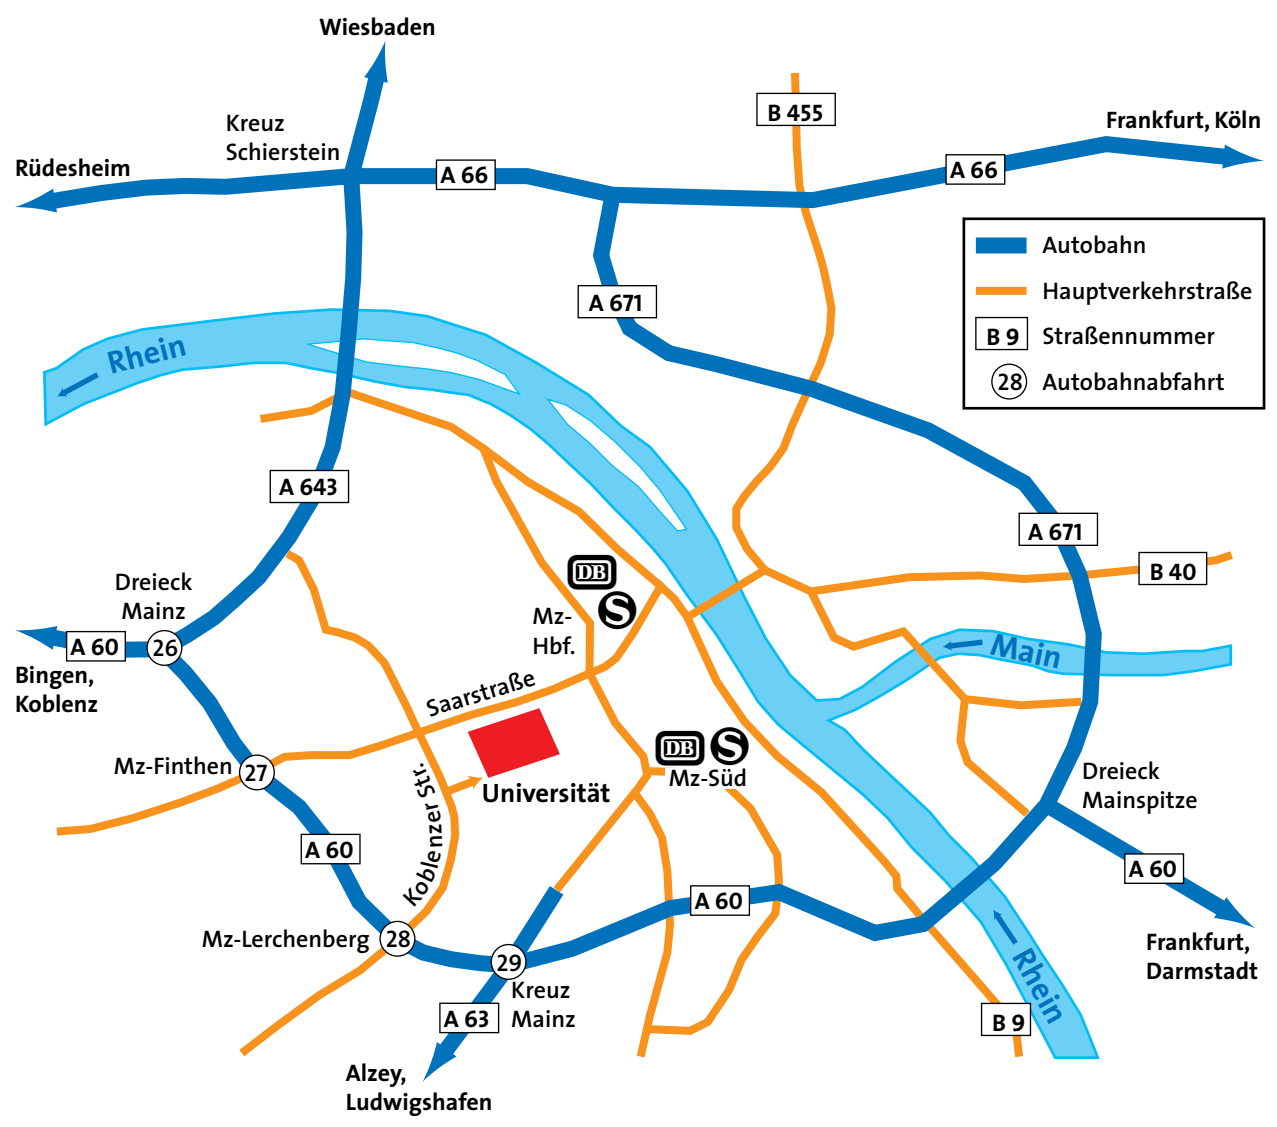 Wiesbaden
Kreuz
Schierstein
Rüdesheim
A 66
B 455
A 66
Frankfurt, Köln
Autobahn
Hauptverkehrstraße
B 9
Straßennummer
28
Autobahnabfahrt
A 671
Rhein
A 643
A 671
B 40
DB
S
Mz-
Hbf.
Dreieck
Mainz
A 60
26
Bingen,
Koblenz
Main
Saarstraße
DB
S
Mz-Süd
Mz-Finthen
27
Universität
Koblenzer Str.
Dreieck
Mainspitze
A 60
A 60
A 60
Mz-Lerchenberg
28
29
Kreuz
Mainz
A 63
Frankfurt,
Darmstadt
Rhein
B 9
Alzey,
Ludwigshafen